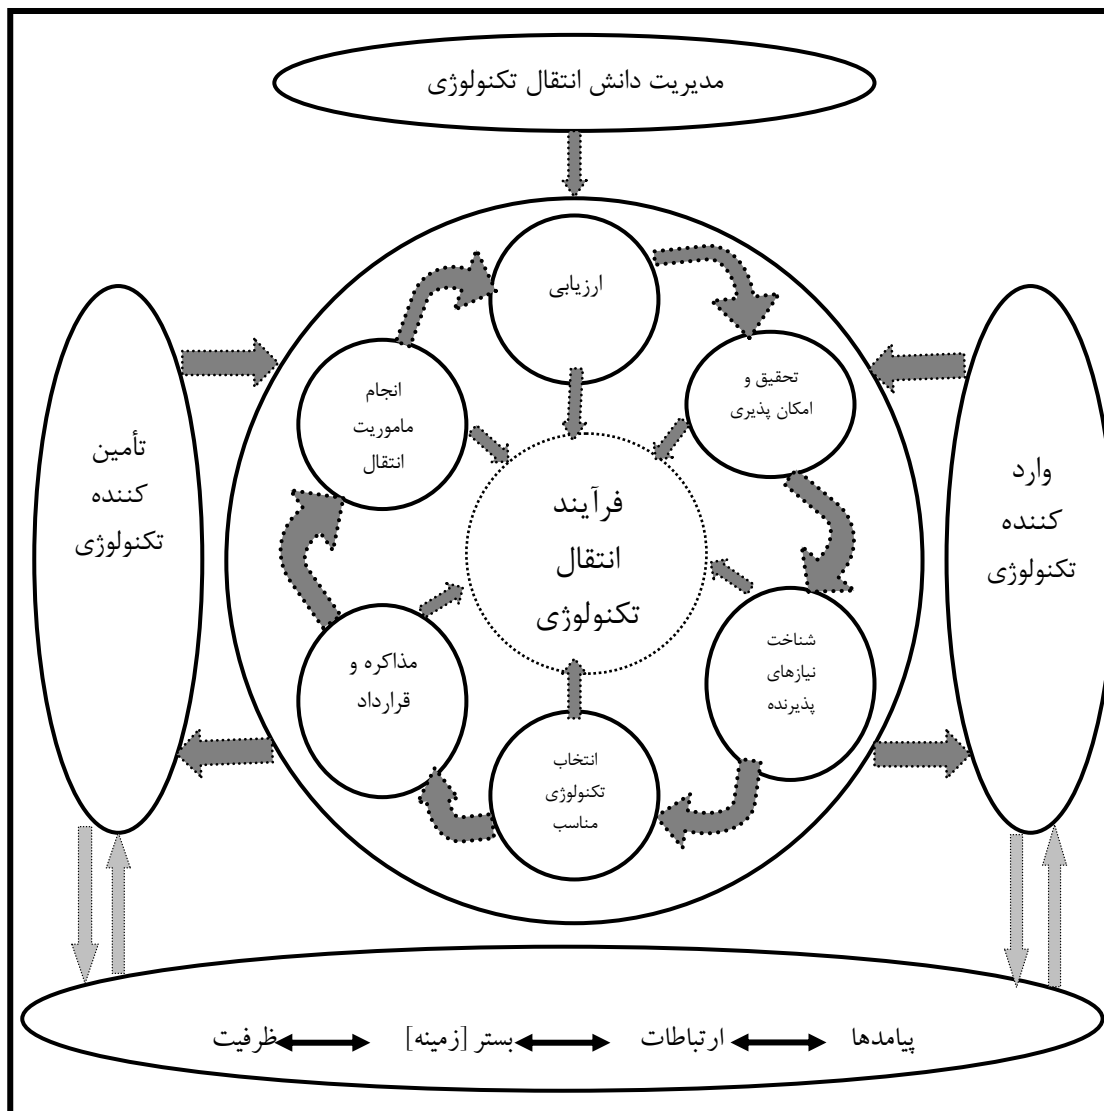 مدیریت دانش انتقال تکنولوژی
ارزیابی
تحقیق و
امکان پذیری
شناخت
نیازهای
پذیرنده
انتخاب
تکنولوژی
مناسب
مذاکره و
قرارداد
انجام
ماموریت
انتقال
فرآیند
انتقال
تکنولوژی
وارد
کننده
تکنولوژی
تأمین
کننده
تکنولوژی
پیامدها
ارتباطات
بستر [زمینه]
ظرفیت